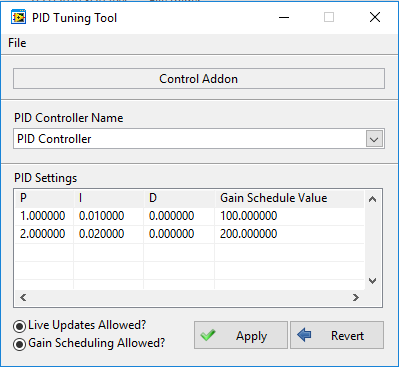 PID Tuning Tool
File
Control Addon
PID Controller Name
PID Controller
PID Settings
P I D Gain Schedule Value
1.000000 0.010000 0.000000 100.000000
2.000000 0.020000 0.000000 200.000000
Live Updates Allowed?
Gain Scheduling Allowed?
Apply Revert